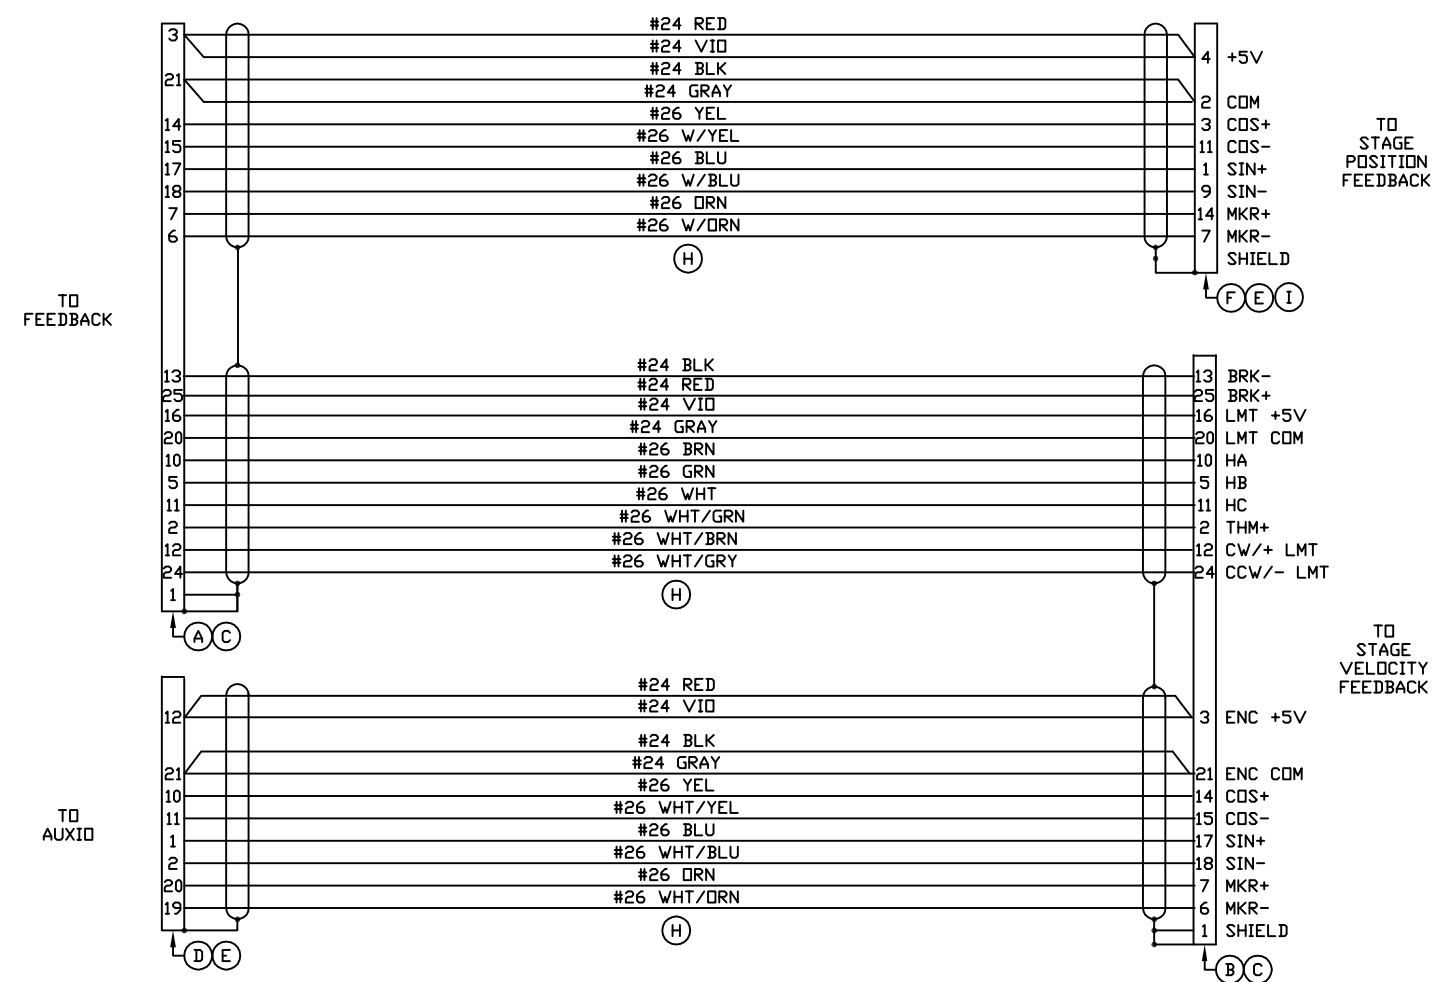 #24 RED
3
#24 VIO
4 +5V
#24 BLK
21
#24 GRAY
2 COM
#26 YEL
14 3 COS+
#26 W/YEL
15 11 COS-
#26 BLU
17 1 SIN+
#26 W/BLU
18 9 SIN-
#26 ORN
7 14 MKR+
#26 W/ORN
6 7 MKR-
H
SHIELD
F E I
TO
STAGE
POSITION
FEEDBACK
TO
FEEDBACK
#24 BLK
13 13 BRK-
#24 RED
25 25 BRK+
#24 VIO
16 16 LMT +5V
#24 GRAY
20 20 LMT COM
#26 BRN
10 10 HA
#26 GRN
5 5 HB
#26 WHT
11 11 HC
#26 WHT/GRN
2 2 THM+
#26 WHT/BRN
12 12 CW/+ LMT
#26 WHT/GRY
24 24 CCW/- LMT
1
H
A C
TO
STAGE
VELOCITY
FEEDBACK
#24 RED
#24 VIO
12 3 ENC +5V
#24 BLK
#24 GRAY
21 21 ENC COM
#26 YEL
10 14 COS+
#26 WHT/YEL
11 15 COS-
#26 BLU
1 17 SIN+
#26 WHT/BLU
2 18 SIN-
#26 ORN
20 7 MKR+
#26 WHT/ORN
19 6 MKR-
H
1 SHIELD
TO
AUXIO
D E
B C